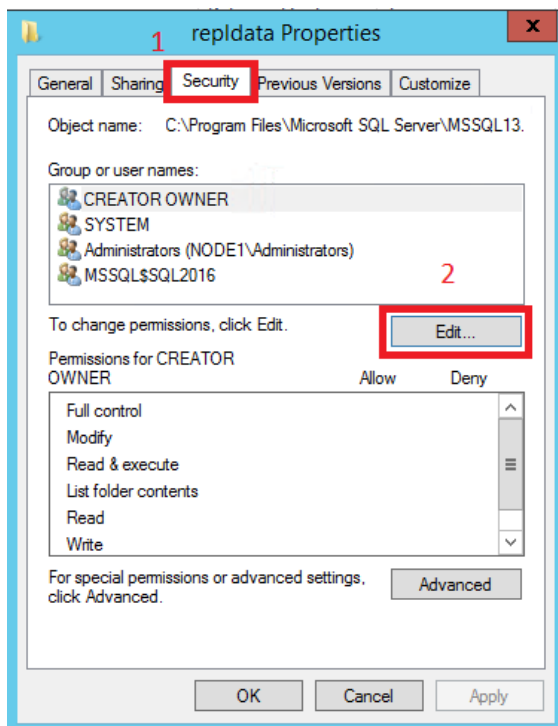 repldata Properties
x
1
General Sharing Security Previous Versions Customize
Object name: C:\Program Files\Microsoft SQL Server\MSSQL13.
Group or user names:
CREATOR OWNER
SYSTEM
Administrators (NODE1\Administrators)
MSSQL$SQL2016
2
To change permissions, click Edit.
Edit...
Permissions for CREATOR
OWNER Allow Deny
Full control
Modify
Read & execute
List folder contents
Read
Write
For special permissions or advanced settings,
click Advanced.
Advanced
OK Cancel Apply